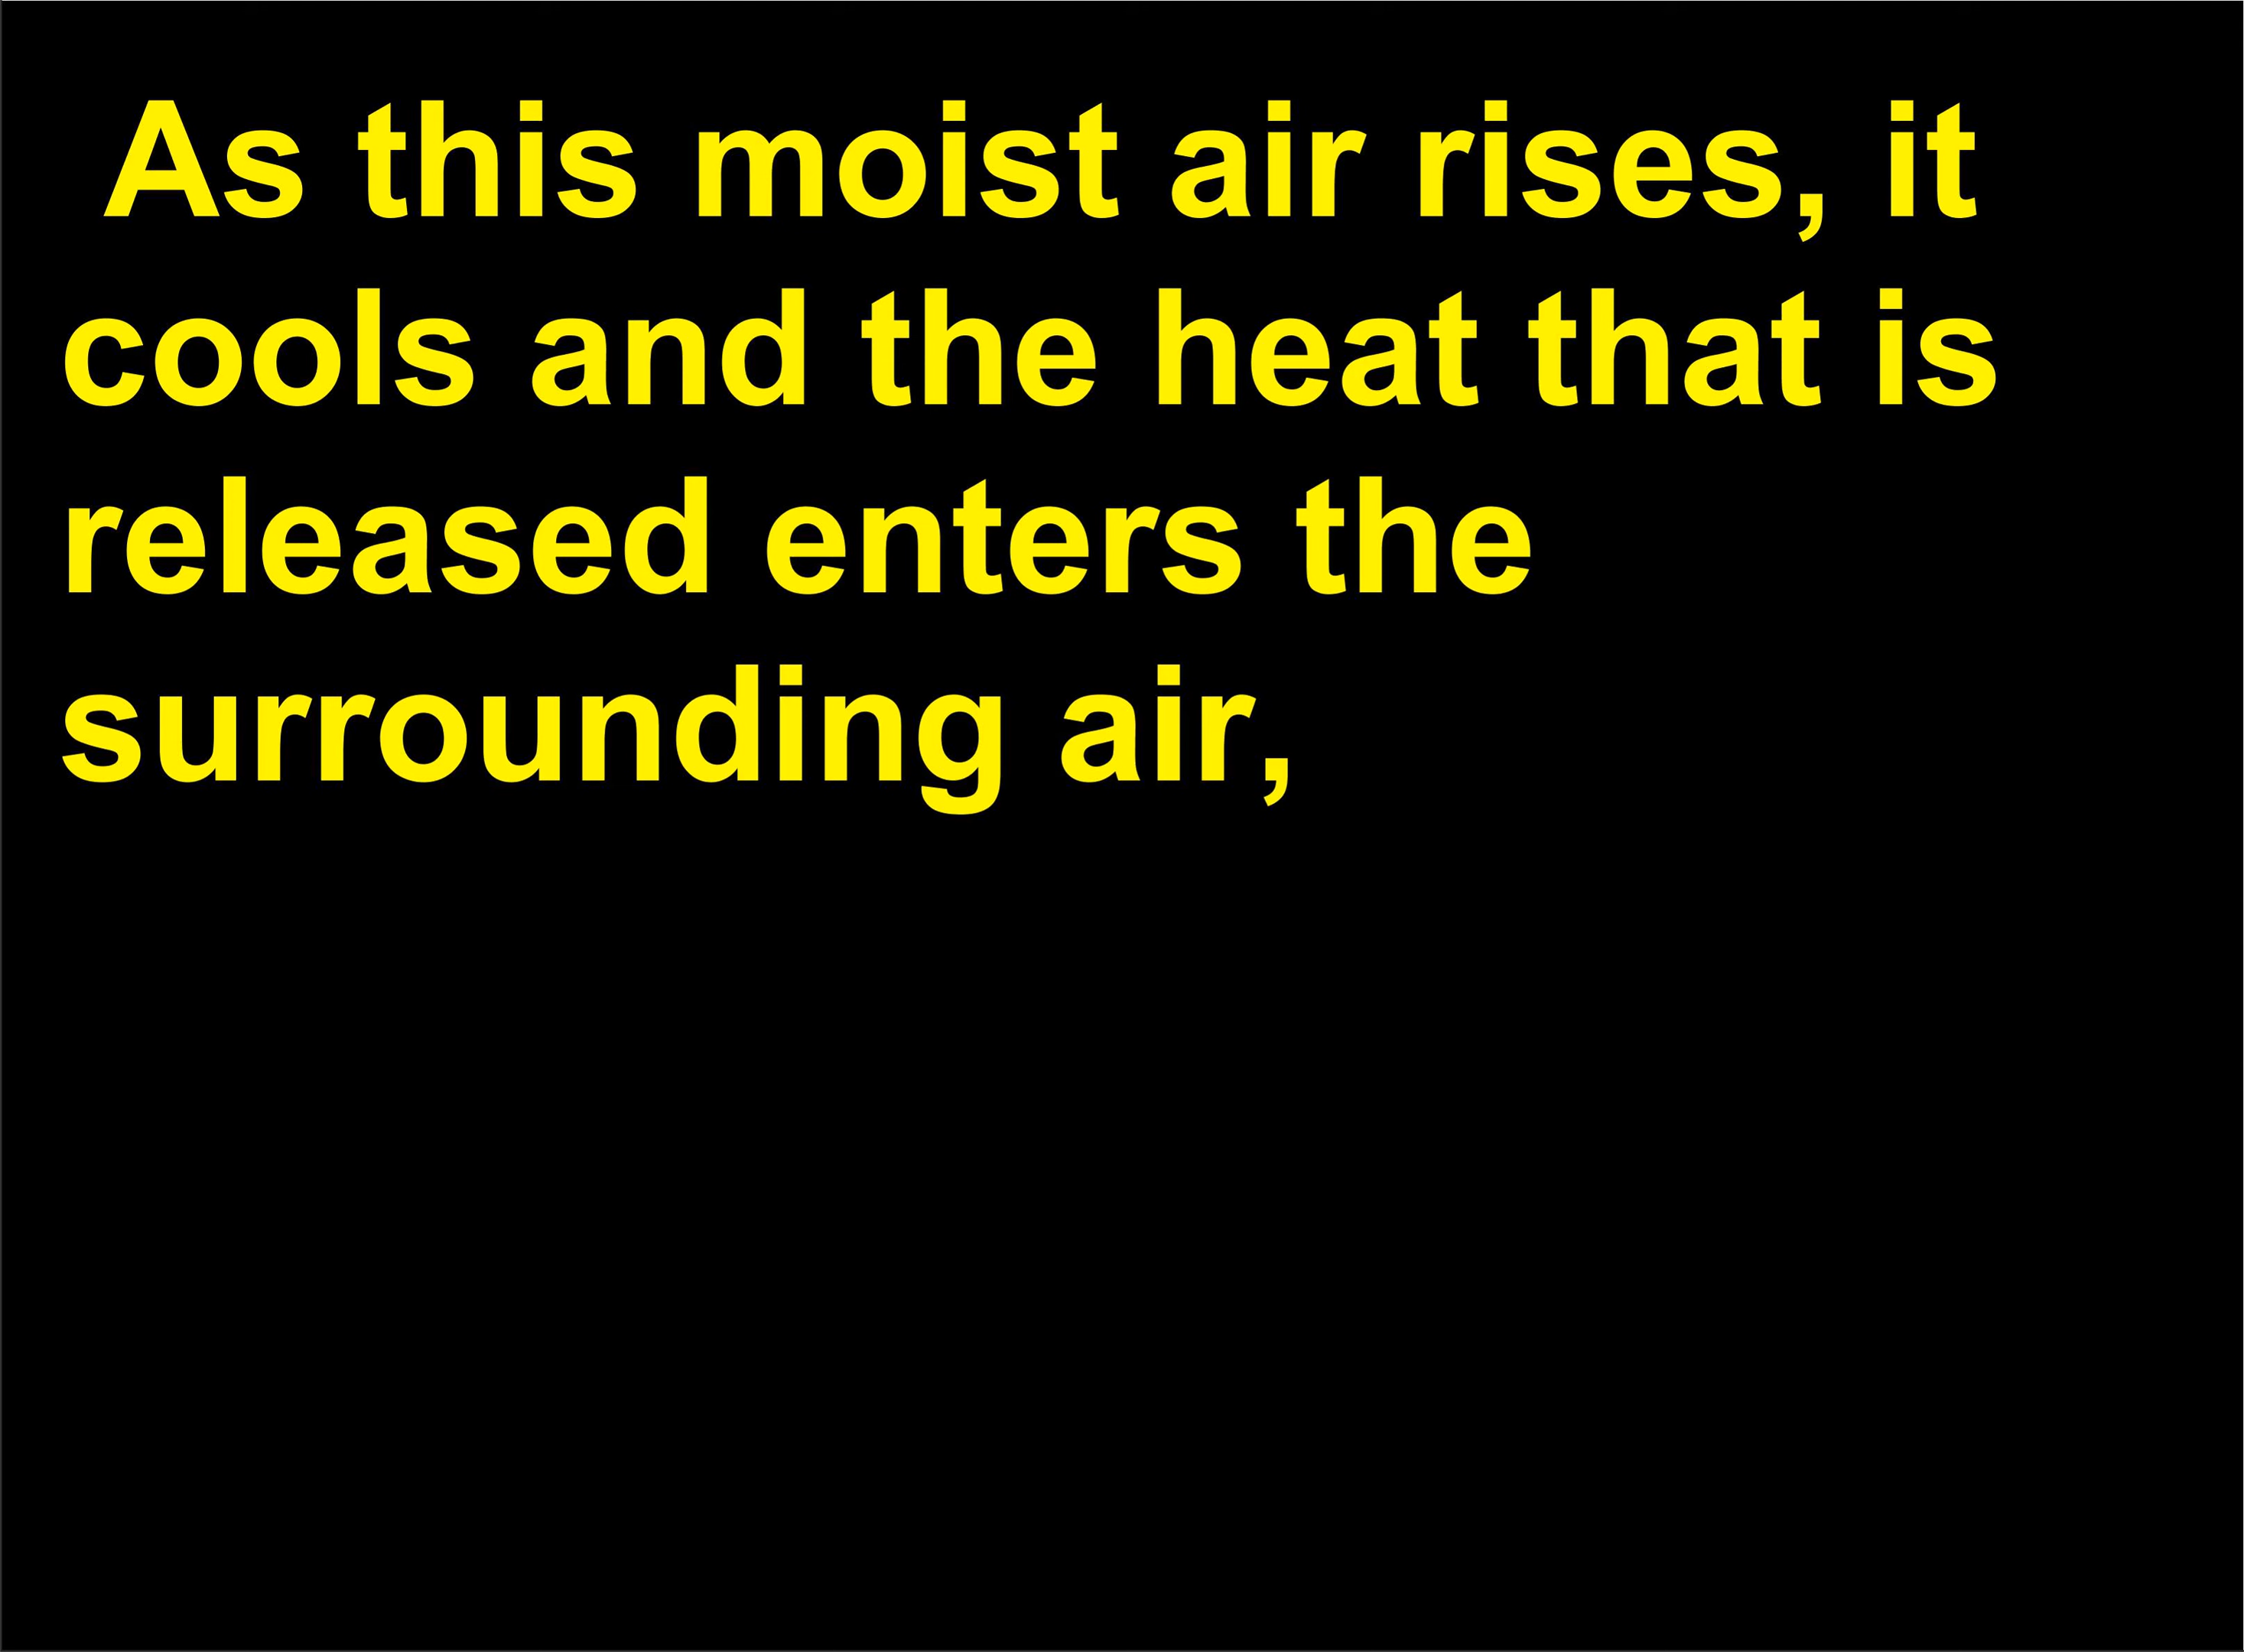 As this moist air rises, it
cools and the heat that is
released enters the
surrounding air,